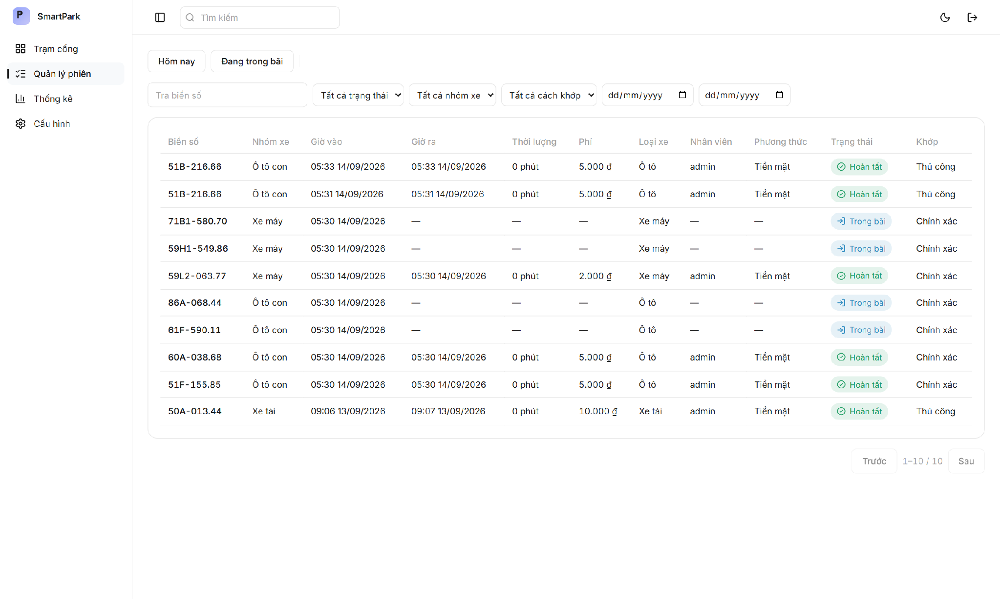 P SmartPark
Tìm kiếm
Trạm cổng
Quản lý phiên
Thống kê
Cấu hình
Hôm nay
Đang trong bãi
Tra biển số
Tất cả trạng thái
Tất cả nhóm xe
Tất cả cách khớp
dd/mm/yyyy
dd/mm/yyyy
Biển số Nhóm xe Giờ vào Giờ ra Thời lượng Phí Loại xe Nhân viên Phương thức Trạng thái Khớp
51B-216.66 Ô tô con 05:33 14/09/2026 05:33 14/09/2026 0 phút 5.000 ₫ Ô tô admin Tiền mặt Hoàn tất Thủ công
51B-216.66 Ô tô con 05:31 14/09/2026 05:31 14/09/2026 0 phút 5.000 ₫ Ô tô admin Tiền mặt Hoàn tất Thủ công
71B1-580.70 Xe máy 05:30 14/09/2026 — — — Xe máy — — Trong bãi Chính xác
59H1-549.86 Xe máy 05:30 14/09/2026 — — — Xe máy — — Trong bãi Chính xác
59L2-063.77 Xe máy 05:30 14/09/2026 05:30 14/09/2026 0 phút 2.000 ₫ Xe máy admin Tiền mặt Hoàn tất Chính xác
86A-068.44 Ô tô con 05:30 14/09/2026 — — — Ô tô — — Trong bãi Chính xác
61F-590.11 Ô tô con 05:30 14/09/2026 — — — Ô tô — — Trong bãi Chính xác
60A-038.68 Ô tô con 05:30 14/09/2026 05:30 14/09/2026 0 phút 5.000 ₫ Ô tô admin Tiền mặt Hoàn tất Chính xác
51F-155.85 Ô tô con 05:30 14/09/2026 05:30 14/09/2026 0 phút 5.000 ₫ Ô tô admin Tiền mặt Hoàn tất Chính xác
50A-013.44 Xe tải 09:06 13/09/2026 09:07 13/09/2026 0 phút 10.000 ₫ Xe tải admin Tiền mặt Hoàn tất Thủ công
Trước 1–10 / 10 Sau